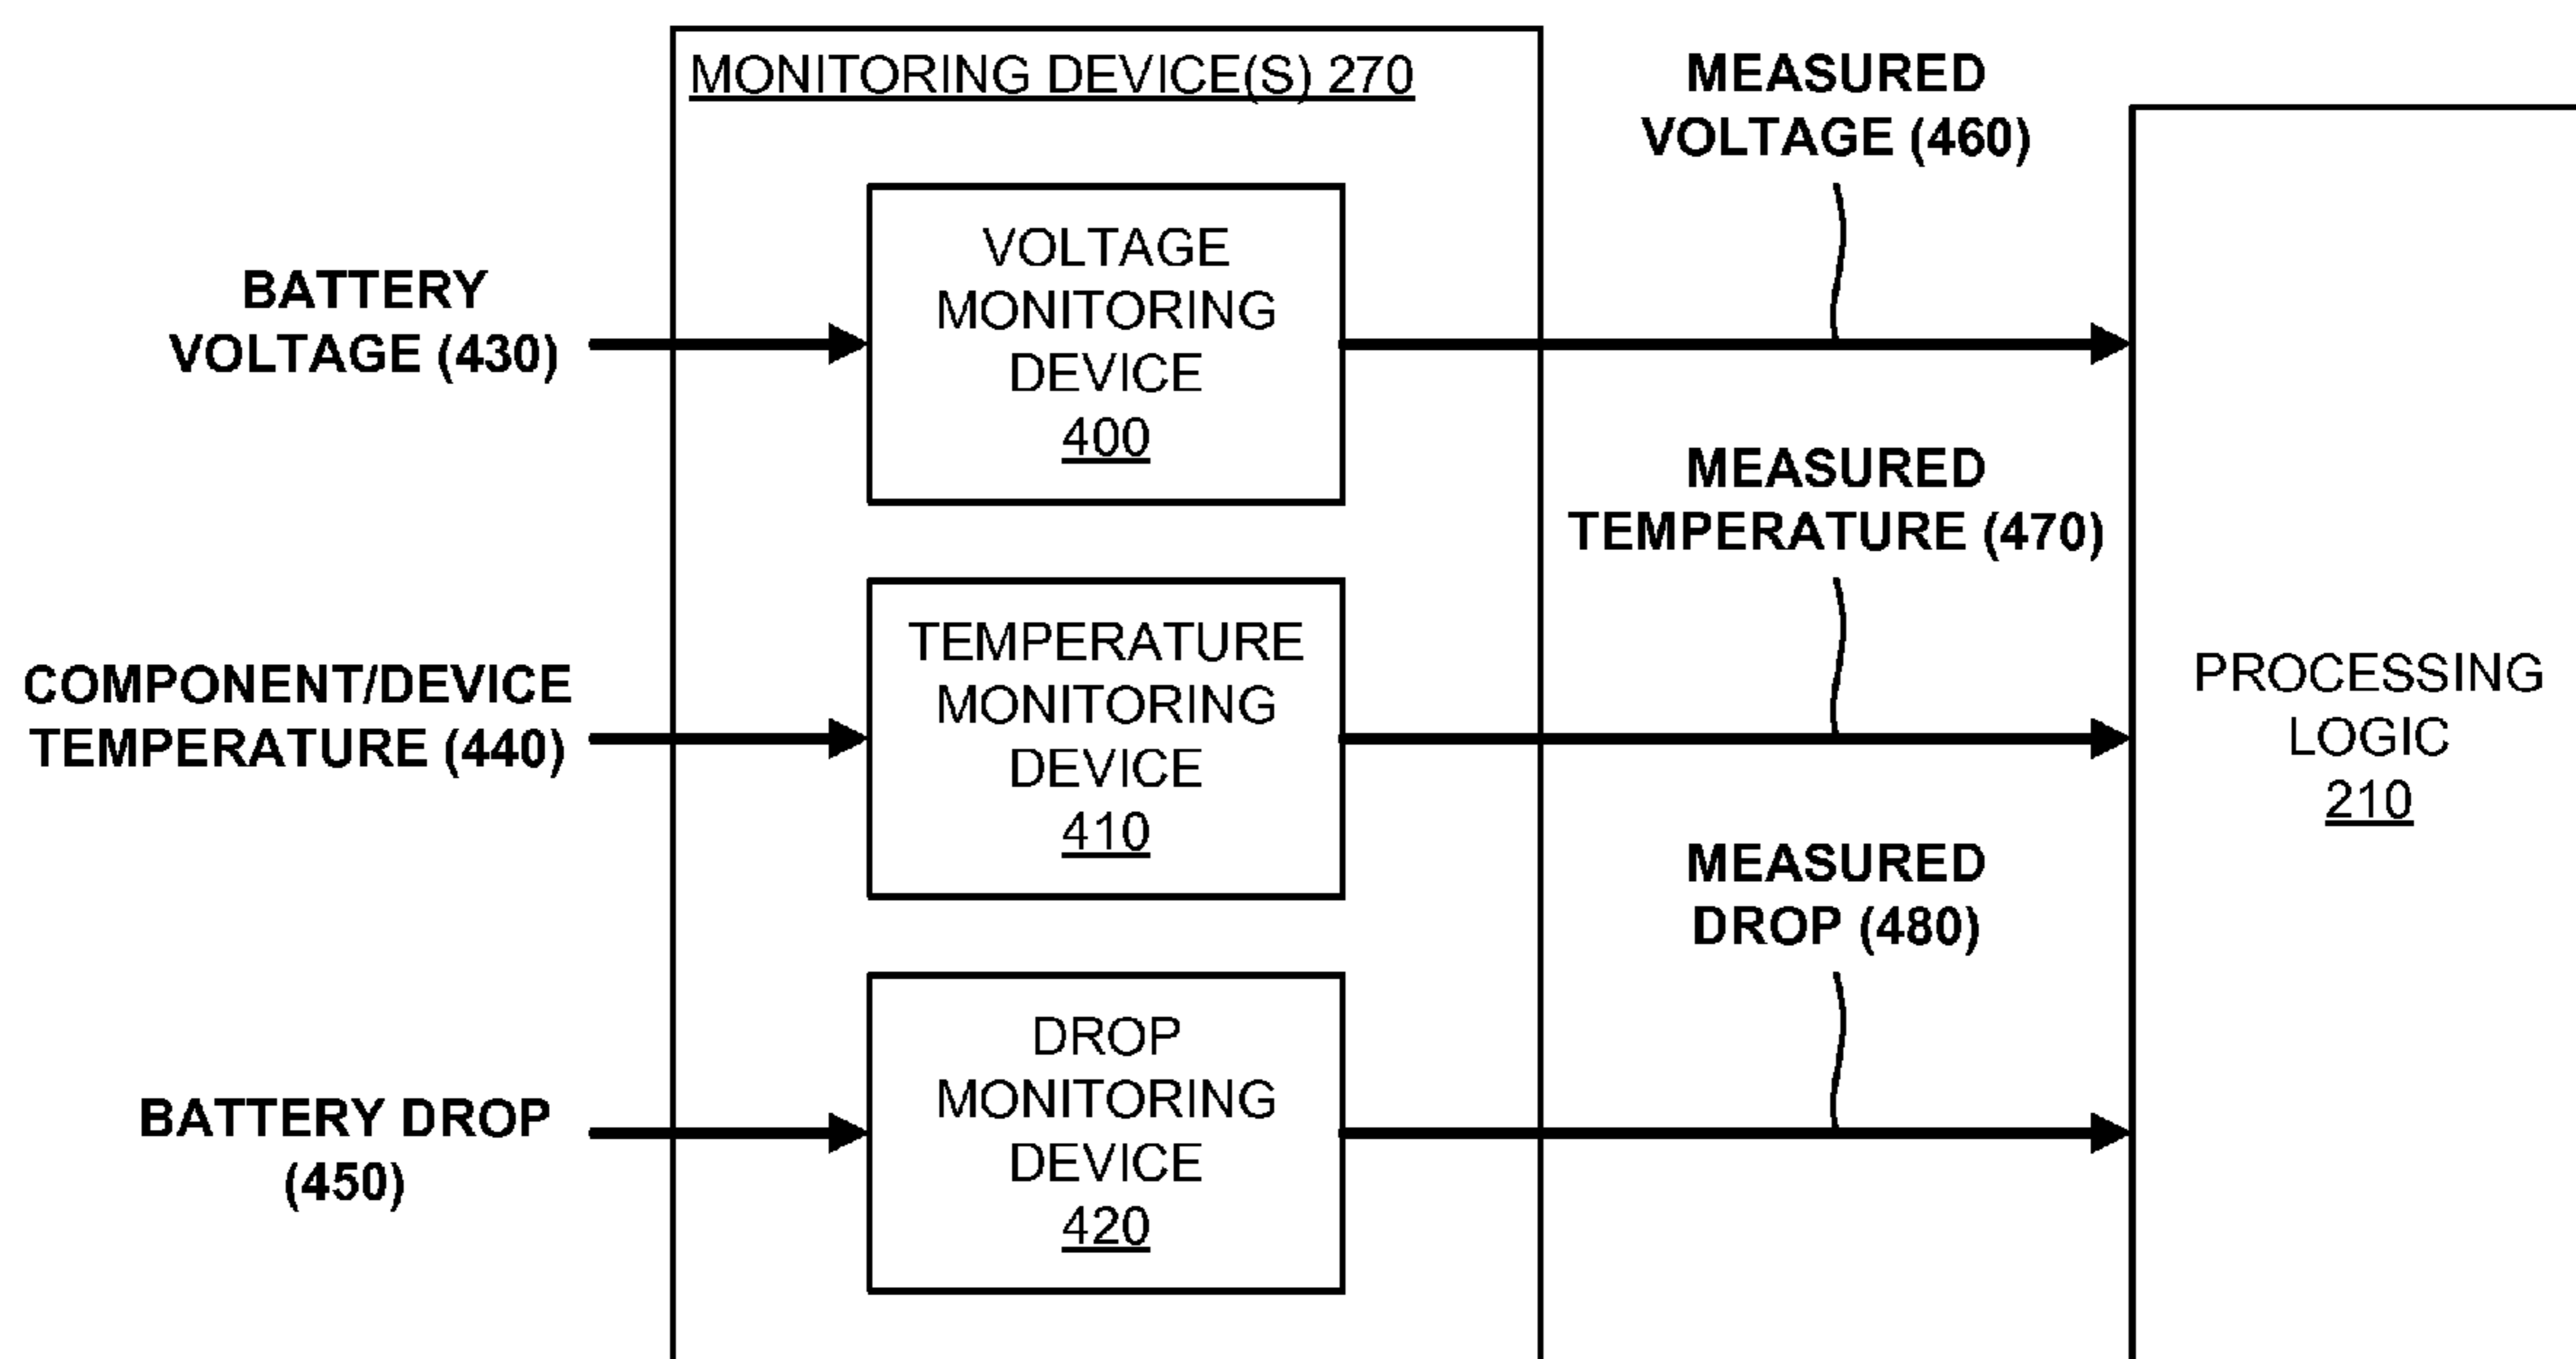 MONITORING DEVICE(S) 270
MEASURED
VOLTAGE (460)
BATTERY
VOLTAGE (430)
VOLTAGE
MONITORING
DEVICE
400
MEASURED
TEMPERATURE (470)
COMPONENT/DEVICE
TEMPERATURE (440)
TEMPERATURE
MONITORING
DEVICE
410
PROCESSING
LOGIC
210
MEASURED
DROP (480)
BATTERY DROP
(450)
DROP
MONITORING
DEVICE
420